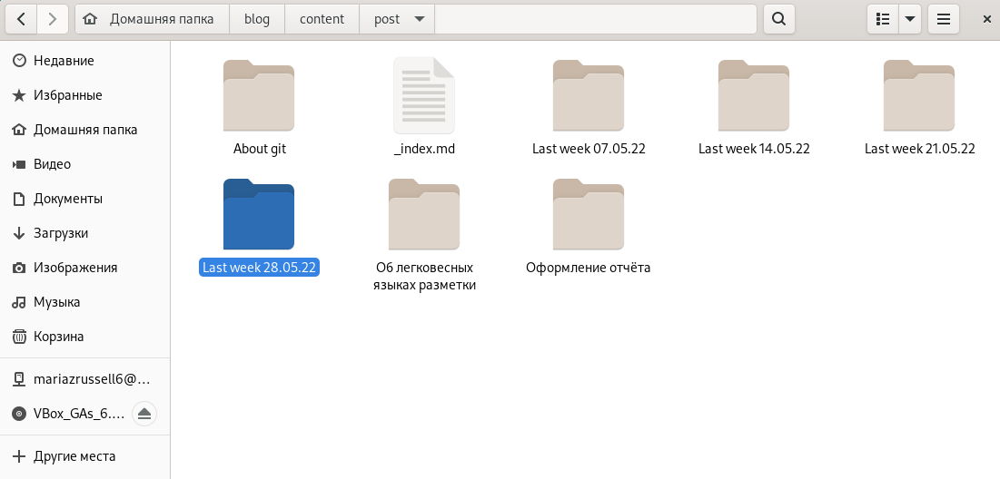 Домашняя папка blog content post
Недавние
Избранные
Домашняя папка
Видео
Документы
Загрузки
Изображения
Музыка
Корзина
mariazrussell6@...
VBox_GAs_6....
Другие места
About git
_index.md
Last week 07.05.22
Last week 14.05.22
Last week 21.05.22
Last week 28.05.22
Об легковесных
языках разметки
Оформление отчёта